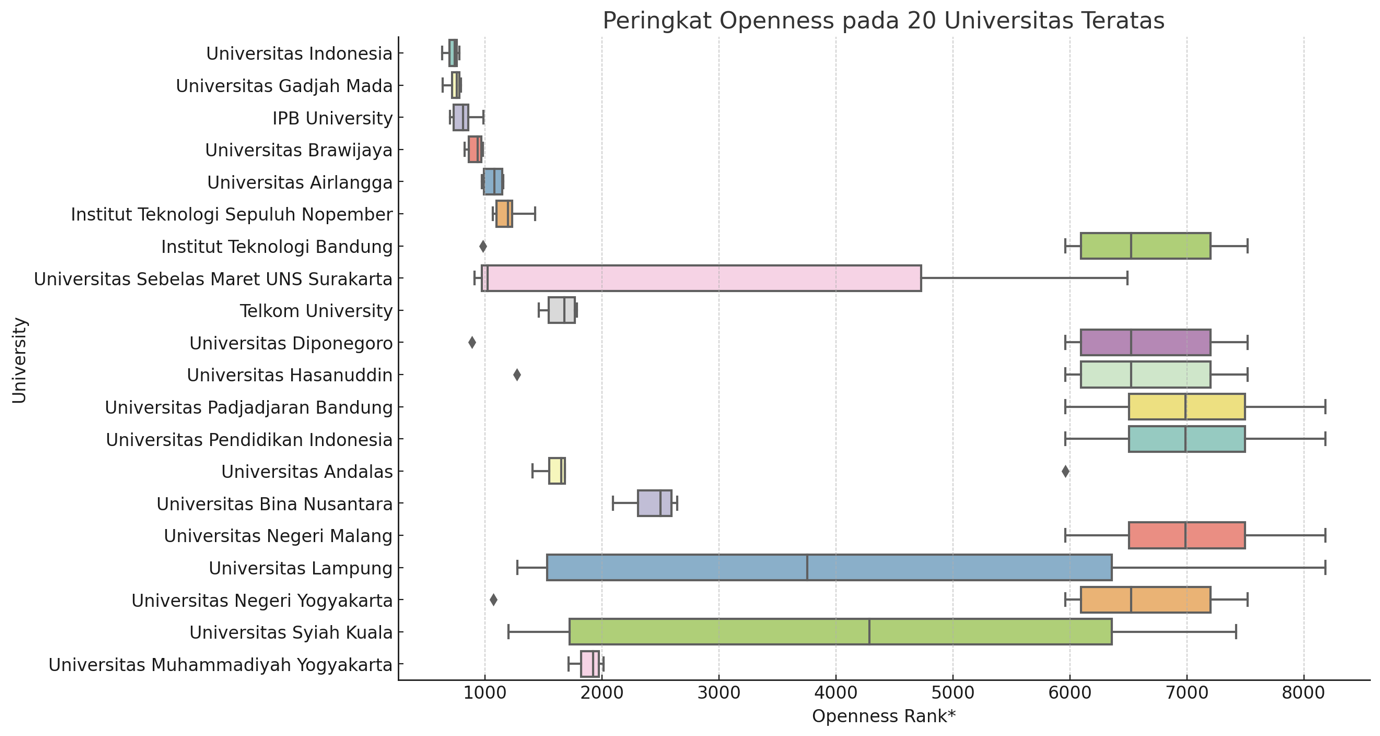 Peringkat Openness pada 20 Universitas Teratas
University
Universitas Indonesia
Universitas Gadjah Mada
IPB University
Universitas Brawijaya
Universitas Airlangga
Institut Teknologi Sepuluh Nopember
Institut Teknologi Bandung
Universitas Sebelas Maret UNS Surakarta
Telkom University
Universitas Diponegoro
Universitas Hasanuddin
Universitas Padjadjaran Bandung
Universitas Pendidikan Indonesia
Universitas Andalas
Universitas Bina Nusantara
Universitas Negeri Malang
Universitas Lampung
Universitas Negeri Yogyakarta
Universitas Syiah Kuala
Universitas Muhammadiyah Yogyakarta
1000 2000 3000 4000 5000 6000 7000 8000
Openness Rank*